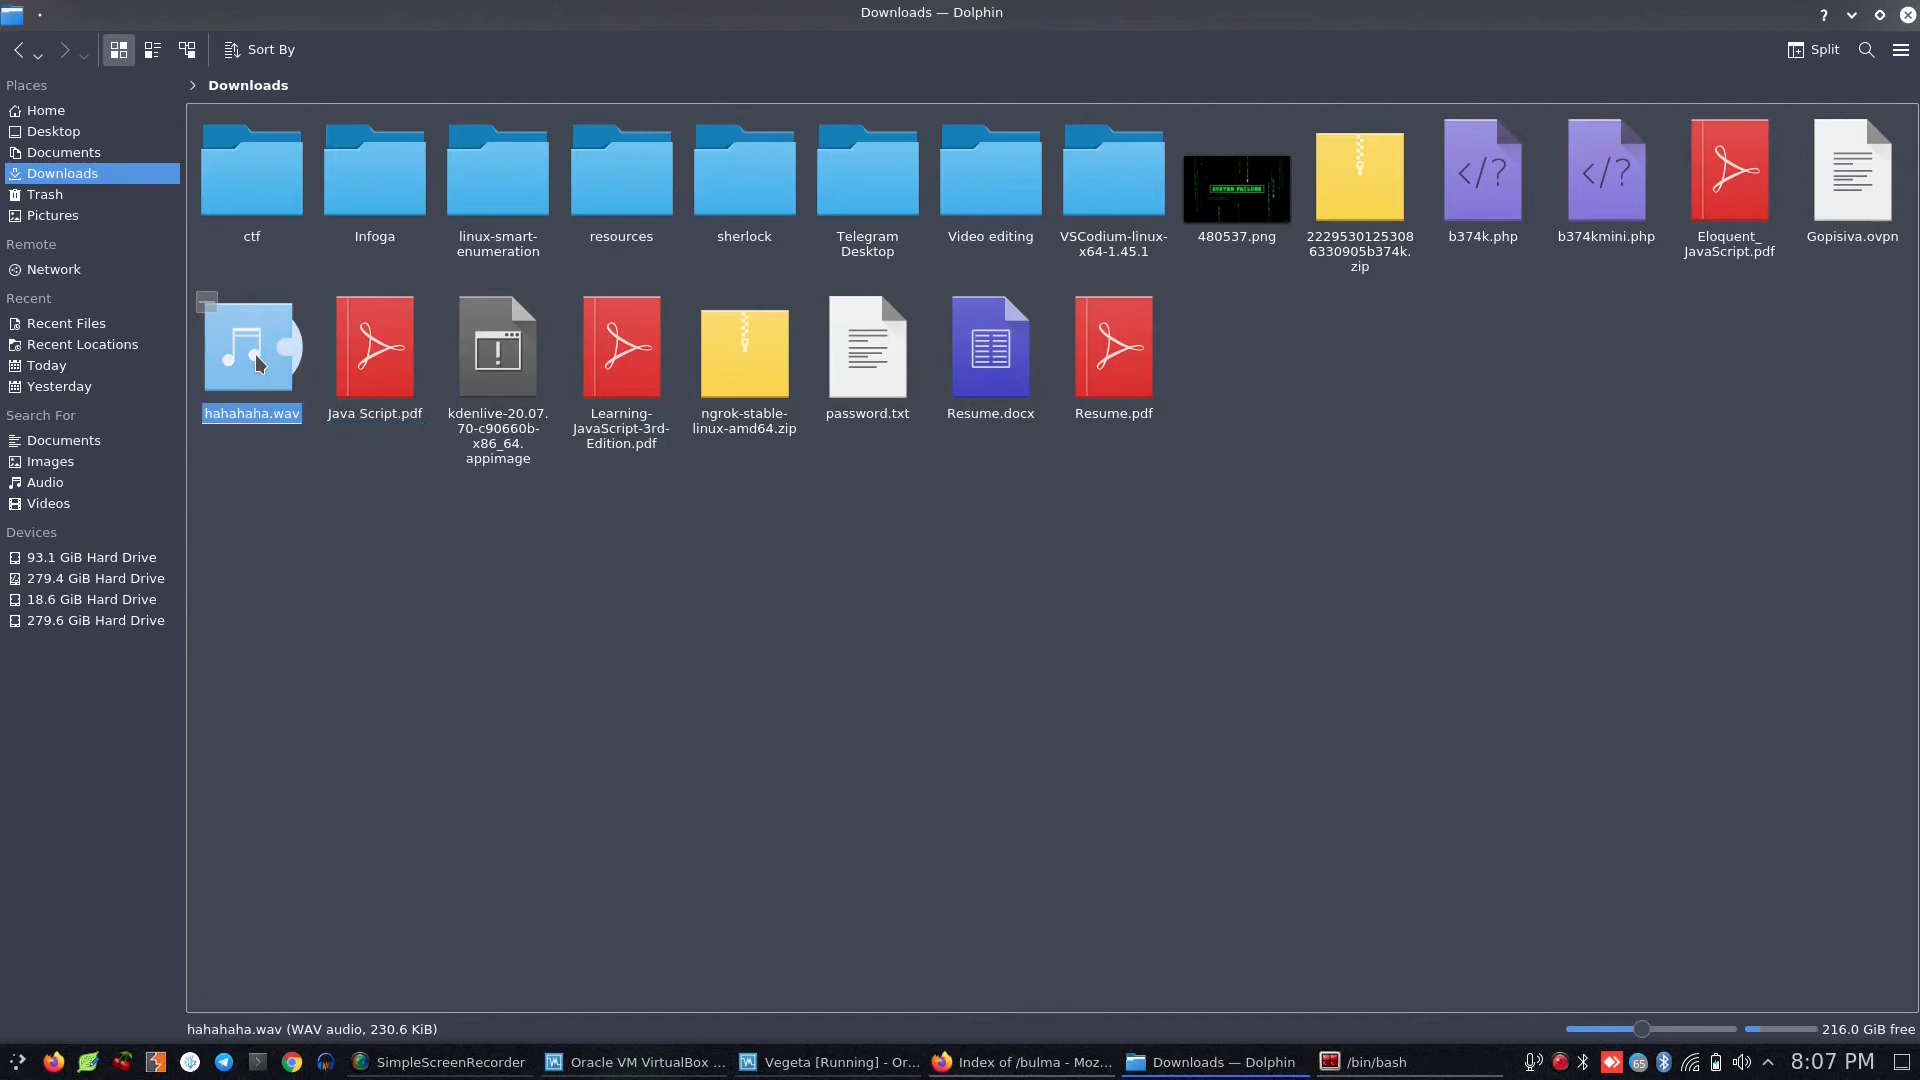 Downloads — Dolphin
?
Sort By
Split
Places
Home
Desktop
Documents
Downloads
Trash
Pictures
Remote
Network
Recent
Recent Files
Recent Locations
Today
Yesterday
Search For
Documents
Images
Audio
Videos
Devices
93.1 GiB Hard Drive
279.4 GiB Hard Drive
18.6 GiB Hard Drive
279.6 GiB Hard Drive
Downloads
ctf
Infoga
linux-smart-
enumeration
resources
sherlock
Telegram
Desktop
Video editing
VSCodium-linux-
x64-1.45.1
SYSTEM FAILURE
480537.png
2229530125308
6330905b374k.
zip
</?
b374k.php
</?
b374kmini.php
Eloquent_
JavaScript.pdf
Gopisiva.ovpn
hahahaha.wav
Java Script.pdf
!
kdenlive-20.07.
70-c90660b-
x86_64.
appimage
Learning-
JavaScript-3rd-
Edition.pdf
ngrok-stable-
linux-amd64.zip
password.txt
Resume.docx
Resume.pdf
hahahaha.wav (WAV audio, 230.6 KiB)
216.0 GiB free
SimpleScreenRecorder
Oracle VM VirtualBox ...
Vegeta [Running] - Or...
Index of /bulma - Moz...
Downloads — Dolphin
/bin/bash
65
8:07 PM